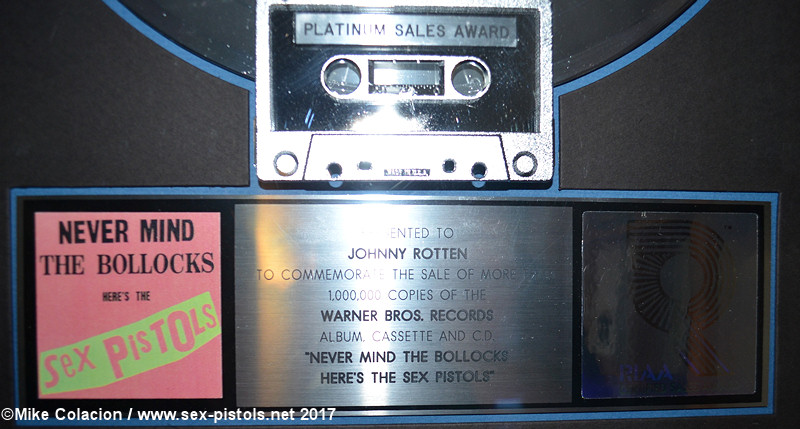 PLATINUM SALES AWARD
NEVER MIND
THE BOLLOCKS
HERE'S THE
SEX PISTOLS
TO
JOHNNY ROTTEN
TO COMMEMORATE THE SALE OF MORE
1,000,000 COPIES OF THE
WARNER BROS. RECORDS
ALBUM, CASSETTE AND C.D.
"NEVER MIND THE BOLLOCKS
HERE'S THE SEX PISTOLS"
RIAA
©Mike Colacion / www.sex-pistols.net 2017